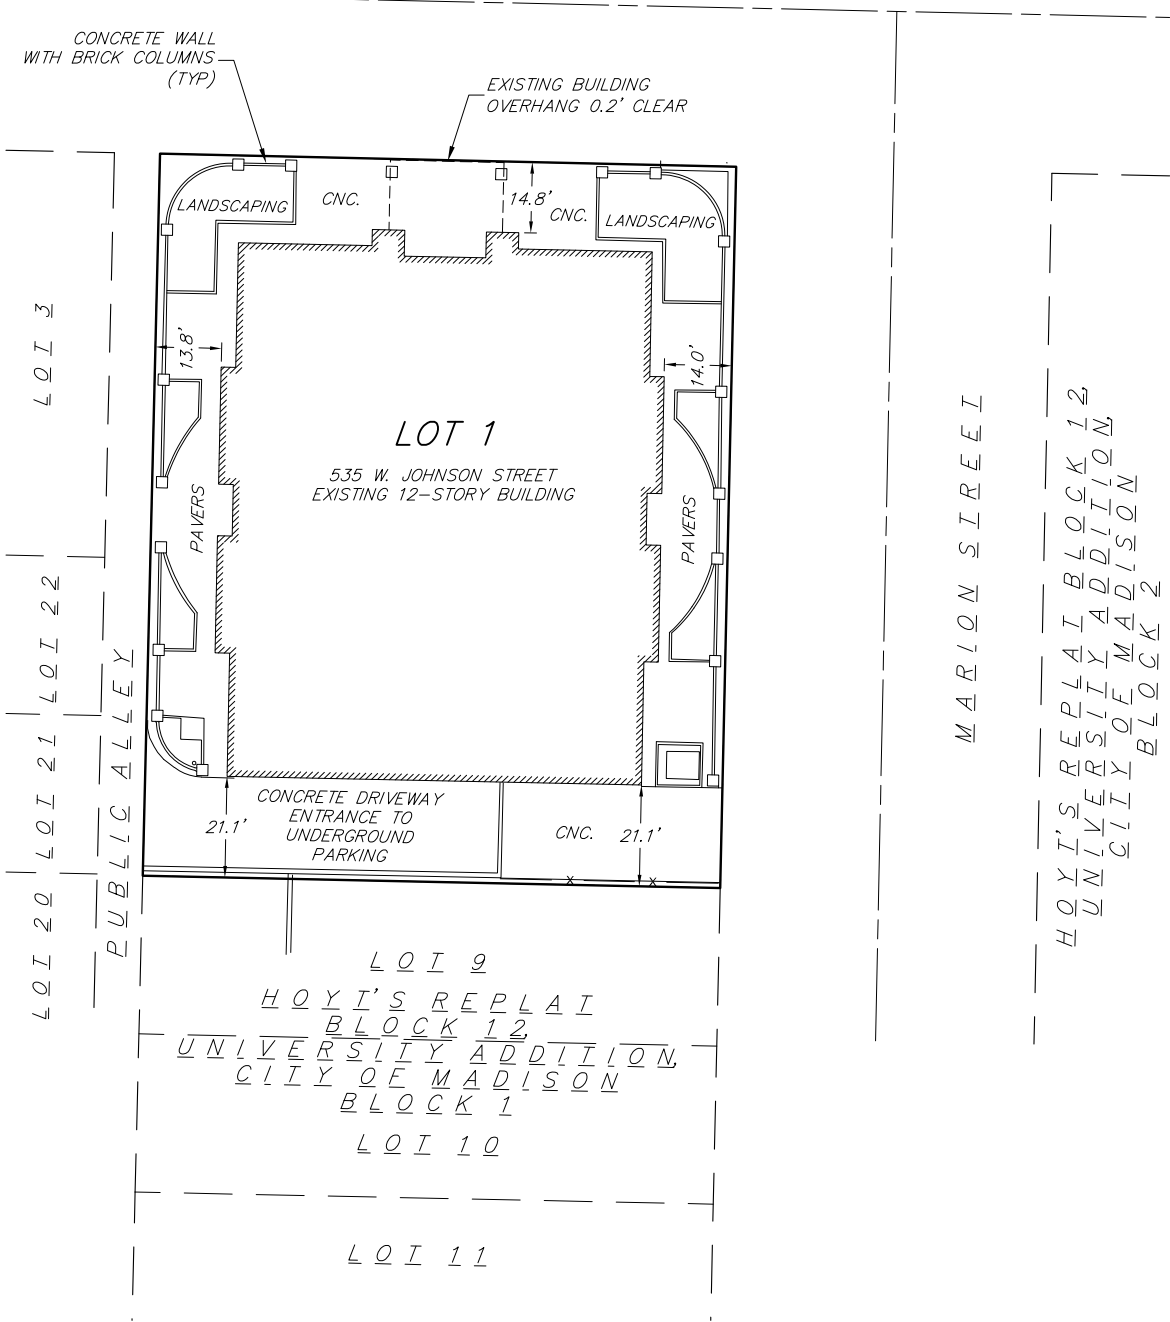 CONCRETE WALL
WITH BRICK COLUMNS
(TYP)
EXISTING BUILDING
OVERHANG 0.2' CLEAR
LANDSCAPING
CNC.
14.8'
CNC.
LANDSCAPING
LOT 3
13.8'
14.0'
LOT 1
535 W. JOHNSON STREET
EXISTING 12-STORY BUILDING
PAVERS
PAVERS
MARION STREET
HOYT'S REPLAT BLOCK 12,
UNIVERSITY ADDITION,
CITY OF MADISON
BLOCK 2
LOT 22
LOT 21
LOT 20
PUBLIC ALLEY
21.1'
CONCRETE DRIVEWAY
ENTRANCE TO
UNDERGROUND
PARKING
CNC.
21.1'
X
X
LOT 9
HOYT'S REPLAT
BLOCK 12,
UNIVERSITY ADDITION,
CITY OF MADISON
BLOCK 1
LOT 10
LOT 11